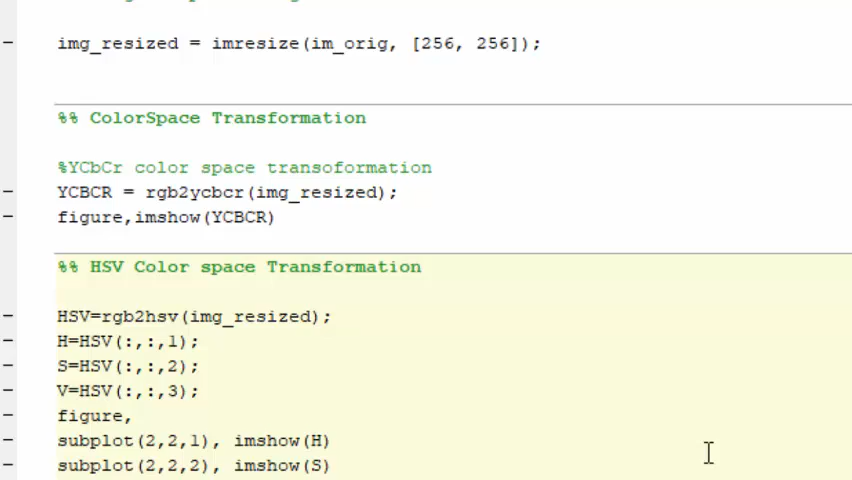 img_resized = imresize(im_orig, [256, 256]);
%% ColorSpace Transformation
%YCbCr color space transoformation
YCBCR = rgb2ycbcr(img_resized);
figure,imshow(YCBCR)
%% HSV Color space Transformation
HSV=rgb2hsv(img_resized);
H=HSV(:,:,1);
S=HSV(:,:,2);
V=HSV(:,:,3);
figure,
subplot(2,2,1), imshow(H)
subplot(2,2,2), imshow(S)